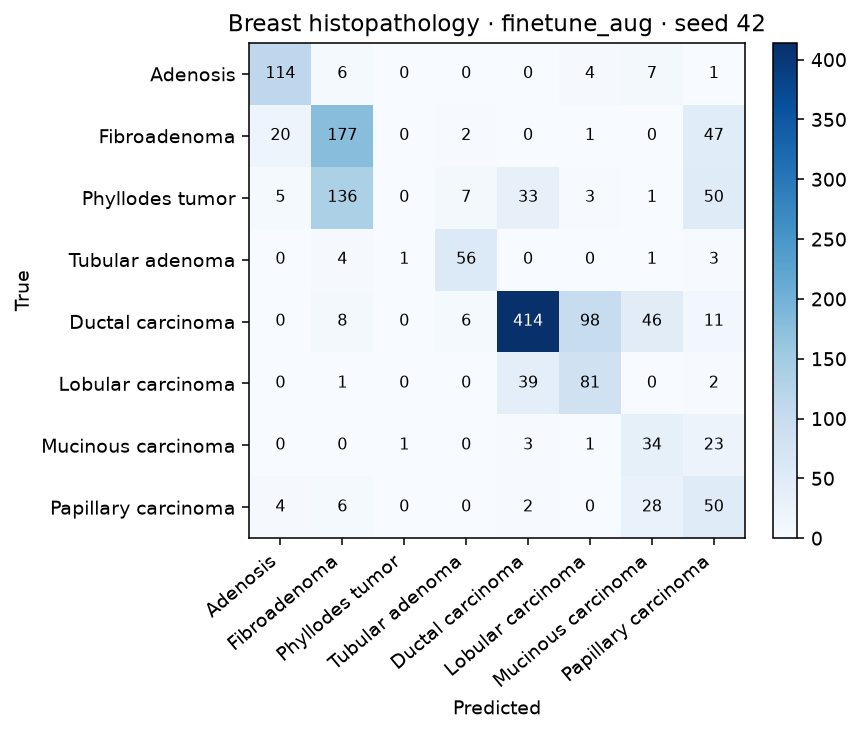 Breast histopathology · finetune_aug · seed 42
True
Adenosis 114 6 0 0 0 4 7 1
Fibroadenoma 20 177 0 2 0 1 0 47
Phyllodes tumor 5 136 0 7 33 3 1 50
Tubular adenoma 0 4 1 56 0 0 1 3
Ductal carcinoma 0 8 0 6 414 98 46 11
Lobular carcinoma 0 1 0 0 39 81 0 2
Mucinous carcinoma 0 0 1 0 3 1 34 23
Papillary carcinoma 4 6 0 0 2 0 28 50
Adenosis
Fibroadenoma
Phyllodes tumor
Tubular adenoma
Ductal carcinoma
Lobular carcinoma
Mucinous carcinoma
Papillary carcinoma
Predicted
400
350
300
250
200
150
100
50
0